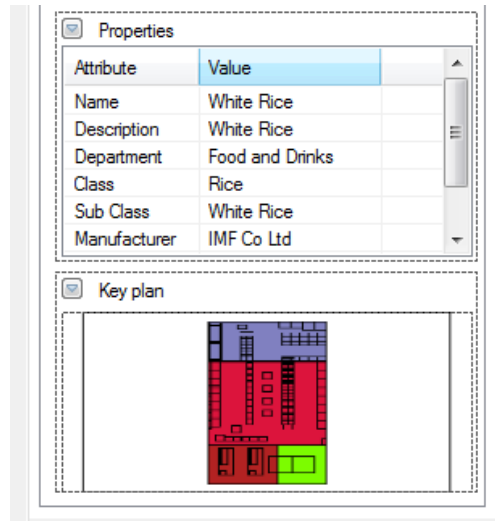 Properties
Attribute Value
Name White Rice
Description White Rice
Department Food and Drinks
Class Rice
Sub Class White Rice
Manufacturer IMF Co Ltd
Key plan